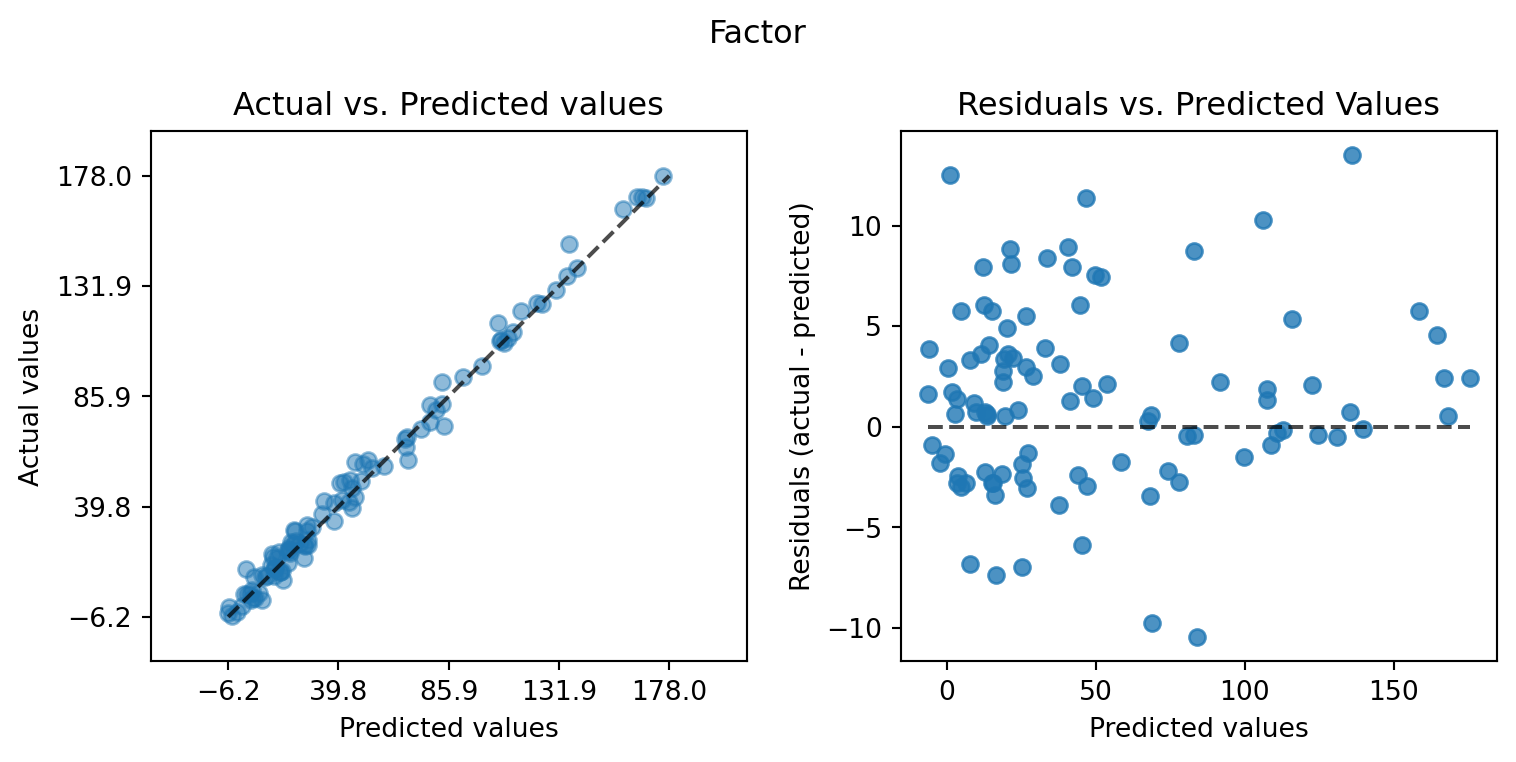 Factor
Actual vs. Predicted values
Actual values
178.0
131.9
85.9
39.8
−6.2
−6.2 39.8 85.9 131.9 178.0
Predicted values
Residuals vs. Predicted Values
Residuals (actual - predicted)
10
5
0
−5
−10
0 50 100 150
Predicted values